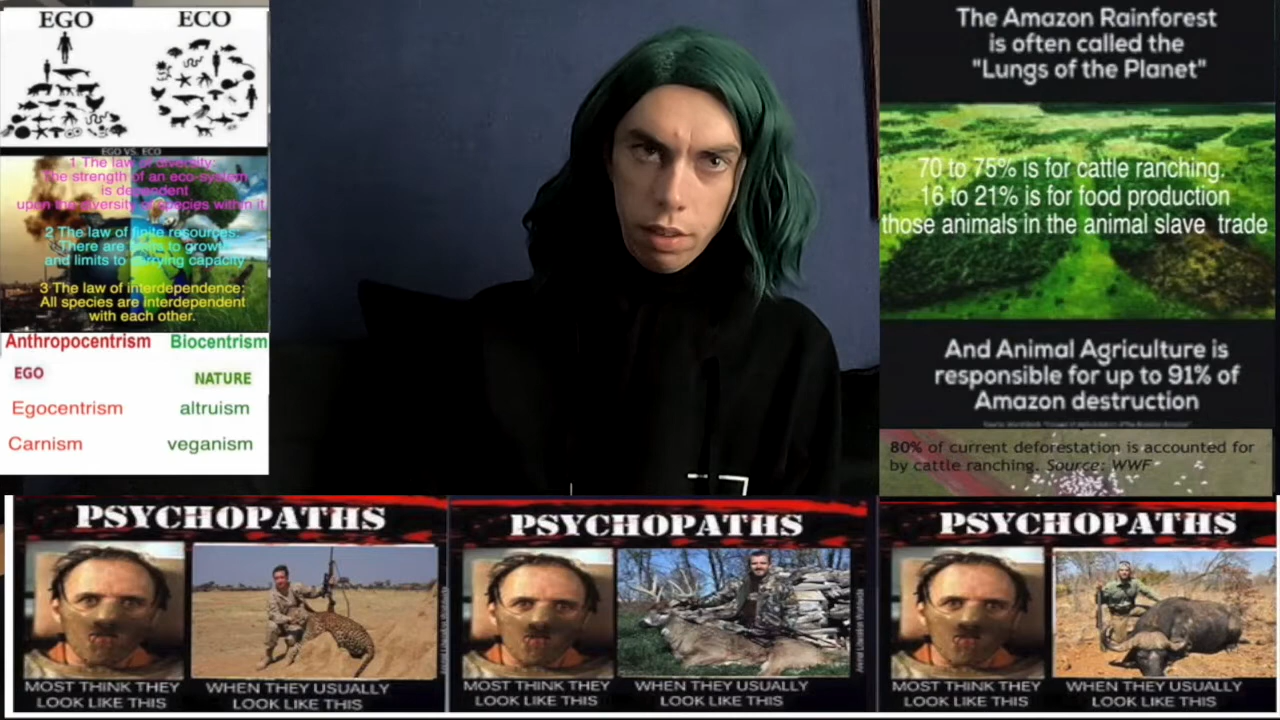 EGO
ECO
EGO VS. ECO
1 The law of diversity:
The strength of an eco-system
is dependent
upon the diversity of species within it
2 The law of finite resources:
There are limits to growth
and limits to carrying capacity
3 The law of interdependence:
All species are interdependent
with each other.
Anthropocentrism
Biocentrism
EGO
NATURE
Egocentrism
altruism
Carnism
veganism
The Amazon Rainforest
is often called the
"Lungs of the Planet"
70 to 75% is for cattle ranching.
16 to 21% is for food production
those animals in the animal slave trade
And Animal Agriculture is
responsible for up to 91% of
Amazon destruction
80% of current deforestation is accounted for
by cattle ranching. Source: WWF
PSYCHOPATHS
MOST THINK THEY
LOOK LIKE THIS
WHEN THEY USUALLY
LOOK LIKE THIS
PSYCHOPATHS
MOST THINK THEY
LOOK LIKE THIS
WHEN THEY USUALLY
LOOK LIKE THIS
PSYCHOPATHS
MOST THINK THEY
LOOK LIKE THIS
WHEN THEY USUALLY
LOOK LIKE THIS